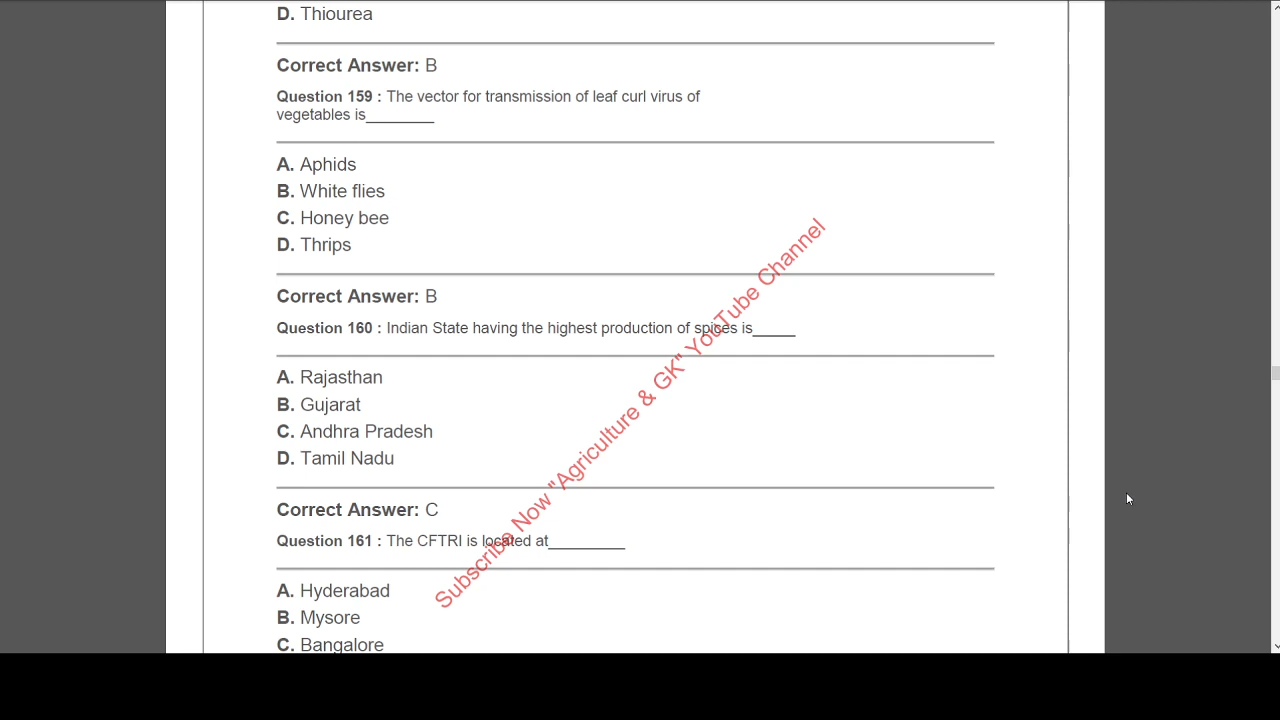 D. Thiourea
Correct Answer: B
Question 159 : The vector for transmission of leaf curl virus of
vegetables is________
A. Aphids
B. White flies
C. Honey bee
D. Thrips
Correct Answer: B
Question 160 : Indian State having the highest production of spices is_____
A. Rajasthan
B. Gujarat
C. Andhra Pradesh
D. Tamil Nadu
Correct Answer: C
Question 161 : The CFTRI is located at_________
A. Hyderabad
B. Mysore
C. Bangalore
Subscribe Now "Agriculture & GK" YouTube Channel